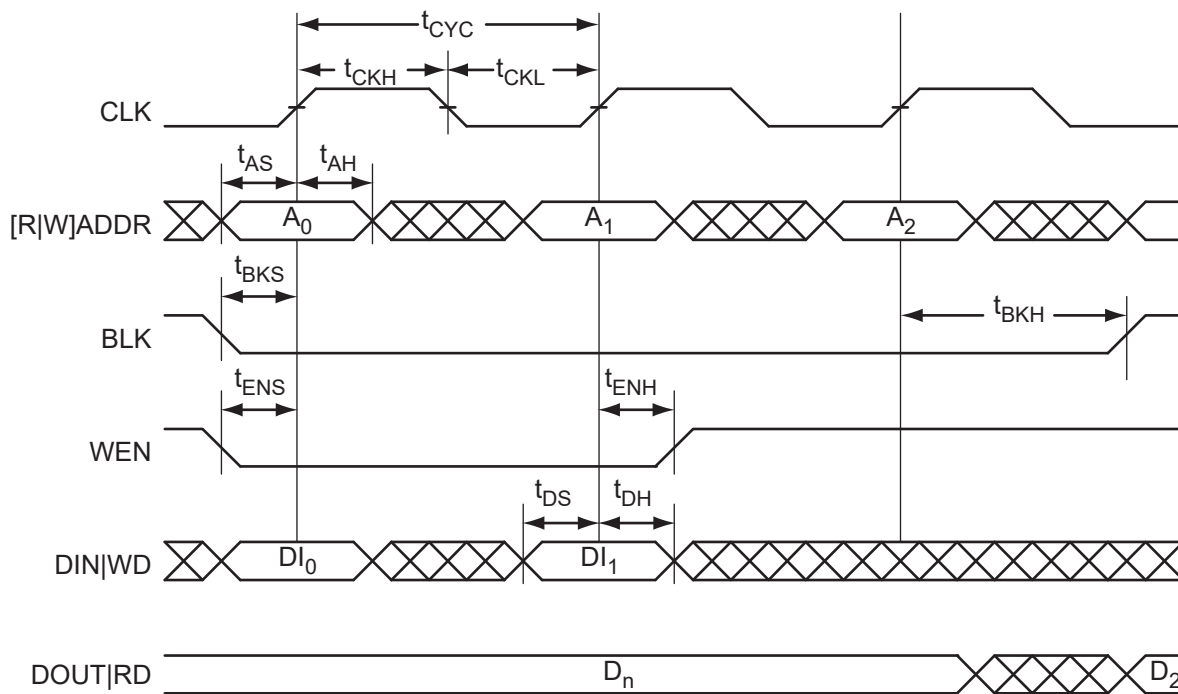 tCYC
tCKH tCKL
CLK
tAS tAH
[R|W]ADDR A0 A1 A2
tBKS
tBKH
BLK
tENS tENH
WEN
tDS tDH
DIN|WD DI0 DI1
DOUT|RD Dn D2